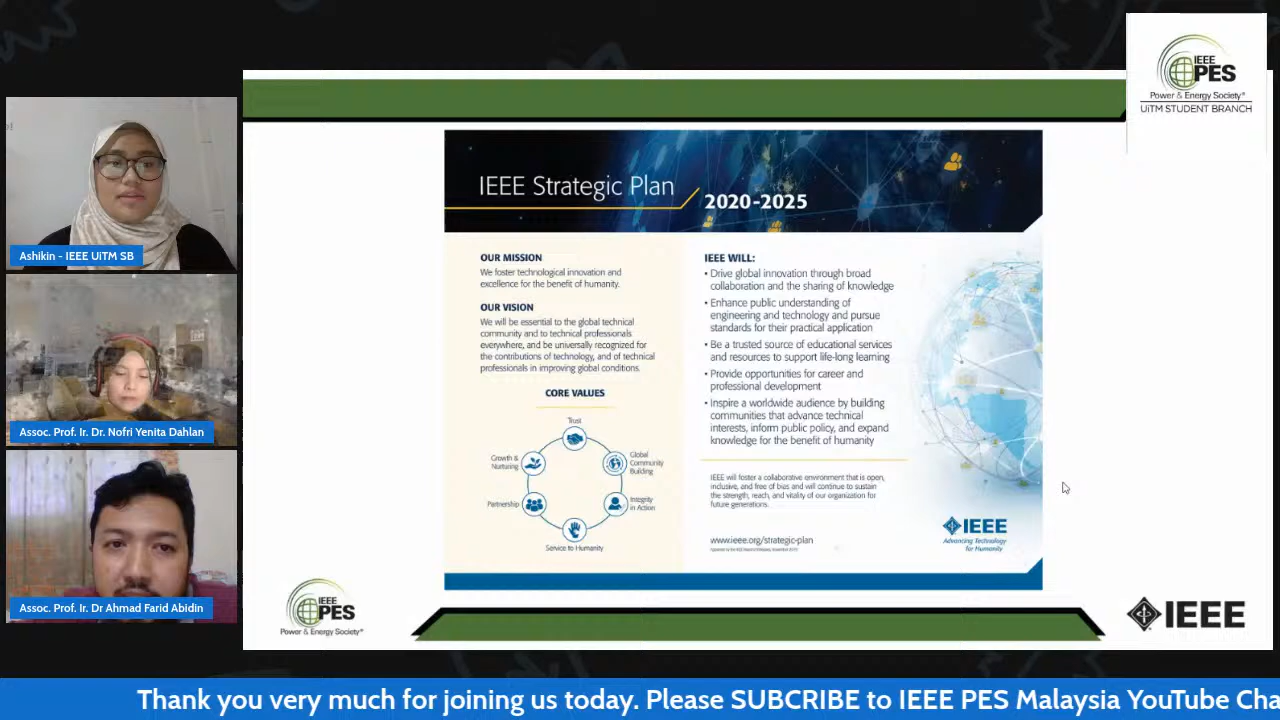 IEEE
PES
Power & Energy Society®
UiTM STUDENT BRANCH
Ashikin - IEEE UiTM SB
Assoc. Prof. Ir. Dr. Nofri Yenita Dahlan
Assoc. Prof. Ir. Dr Ahmad Farid Abidin
IEEE Strategic Plan
2020-2025
OUR MISSION
We foster technological innovation and
excellence for the benefit of humanity.
OUR VISION
We will be essential to the global technical
community and to technical professionals
everywhere, and be universally recognized for
the contributions of technology, and of technical
professionals in improving global conditions.
CORE VALUES
Trust
Growth &
Nurturing
Global
Community
Building
Partnership
Integrity
in Action
Service to Humanity
IEEE WILL:
• Drive global innovation through broad
collaboration and the sharing of knowledge
• Enhance public understanding of
engineering and technology and pursue
standards for their practical application
• Be a trusted source of educational services
and resources to support life-long learning
• Provide opportunities for career and
professional development
• Inspire a worldwide audience by building
communities that advance technical
interests, inform public policy, and expand
knowledge for the benefit of humanity
IEEE will foster a collaborative environment that is open,
inclusive, and free of bias and will continue to sustain
the strength, reach, and vitality of our organization for
future generations.
www.ieee.org/strategic-plan
IEEE
Advancing Technology
for Humanity
IEEE
PES
Power & Energy Society®
IEEE
Thank you very much for joining us today. Please SUBSCRIBE to IEEE PES Malaysia YouTube Cha